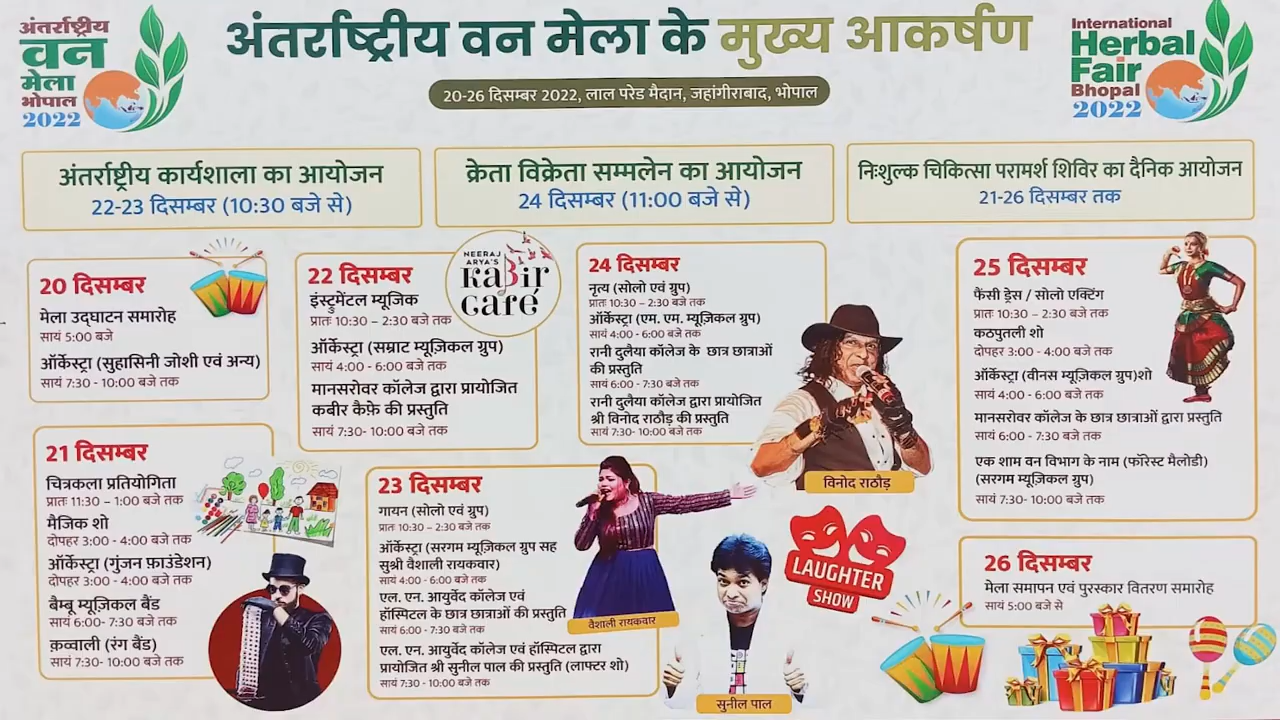 अंतर्राष्ट्रीय
वन
मेला
भोपाल
2022
अंतर्राष्ट्रीय वन मेला के मुख्य आकर्षण
20-26 दिसम्बर 2022, लाल परेड मैदान, जहांगीराबाद, भोपाल
International
Herbal
Fair
Bhopal
2022
अंतर्राष्ट्रीय कार्यशाला का आयोजन
22-23 दिसम्बर (10:30 बजे से)
क्रेता विक्रेता सम्मलेन का आयोजन
24 दिसम्बर (11:00 बजे से)
निःशुल्क चिकित्सा परामर्श शिविर का दैनिक आयोजन
21-26 दिसम्बर तक
20 दिसम्बर
मेला उद्घाटन समारोह
सायं 5:00 बजे
ऑर्केस्ट्रा (सुहासिनी जोशी एवं अन्य)
सायं 7:30 - 10:00 बजे तक
21 दिसम्बर
चित्रकला प्रतियोगिता
प्रातः 11:30 – 1:00 बजे तक
मैजिक शो
दोपहर 3:00 - 4:00 बजे तक
ऑर्केस्ट्रा (गुंजन फ़ाउंडेशन)
दोपहर 3:00 - 4:00 बजे तक
बैम्बू म्यूज़िकल बैंड
सायं 6:00- 7:30 बजे तक
क़व्वाली (रंग बैंड)
सायं 7:30- 10:00 बजे तक
22 दिसम्बर
इंस्ट्रुमेंटल म्यूजिक
प्रातः 10:30 – 2:30 बजे तक
ऑर्केस्ट्रा (सम्राट म्यूज़िकल ग्रुप)
सायं 4:00 - 6:00 बजे तक
मानसरोवर कॉलेज द्वारा प्रायोजित
कबीर कैफ़े की प्रस्तुति
सायं 7:30- 10:00 बजे तक
NEERAJ
ARYA'S
KABIR
CAFÉ
23 दिसम्बर
गायन (सोलो एवं ग्रुप)
प्रातः 10:30 – 2:30 बजे तक
ऑर्केस्ट्रा (सरगम म्यूज़िकल ग्रुप सह
सुश्री वैशाली रायकवार)
सायं 4:00 - 6:00 बजे तक
एल. एन. आयुर्वेद कॉलेज एवं
हॉस्पिटल के छात्र छात्राओं की प्रस्तुति
सायं 6:00 - 7:30 बजे तक
एल. एन. आयुर्वेद कॉलेज एवं हॉस्पिटल द्वारा
प्रायोजित श्री सुनील पाल की प्रस्तुति (लाफ्टर शो)
सायं 7:30 - 10:00 बजे तक
वैशाली रायकवार
सुनील पाल
24 दिसम्बर
नृत्य (सोलो एवं ग्रुप)
प्रातः 10:30 – 2:30 बजे तक
ऑर्केस्ट्रा (एम. एम. म्यूज़िकल ग्रुप)
सायं 4:00 - 6:00 बजे तक
रानी दुलैया कॉलेज के छात्र छात्राओं
की प्रस्तुति
सायं 6:00 - 7:30 बजे तक
रानी दुलैया कॉलेज द्वारा प्रायोजित
श्री विनोद राठौड़ की प्रस्तुति
सायं 7:30- 10:00 बजे तक
विनोद राठौड़
LAUGHTER
SHOW
25 दिसम्बर
फैंसी ड्रेस / सोलो एक्टिंग
प्रातः 10:30 – 2:30 बजे तक
कठपुतली शो
दोपहर 3:00 - 04:00 बजे तक
ऑर्केस्ट्रा (वीनस म्यूज़िकल ग्रुप)शो
सायं 4:00 - 6:00 बजे तक
मानसरोवर कॉलेज के छात्र छात्राओं द्वारा प्रस्तुति
सायं 6:00 - 7:30 बजे तक
एक शाम वन विभाग के नाम (फॉरेस्ट मैलोडी)
(सरगम म्यूज़िकल ग्रुप)
सायं 7:30- 10:00 बजे तक
26 दिसम्बर
मेला समापन एवं पुरस्कार वितरण समारोह
सायं 5:00 बजे से